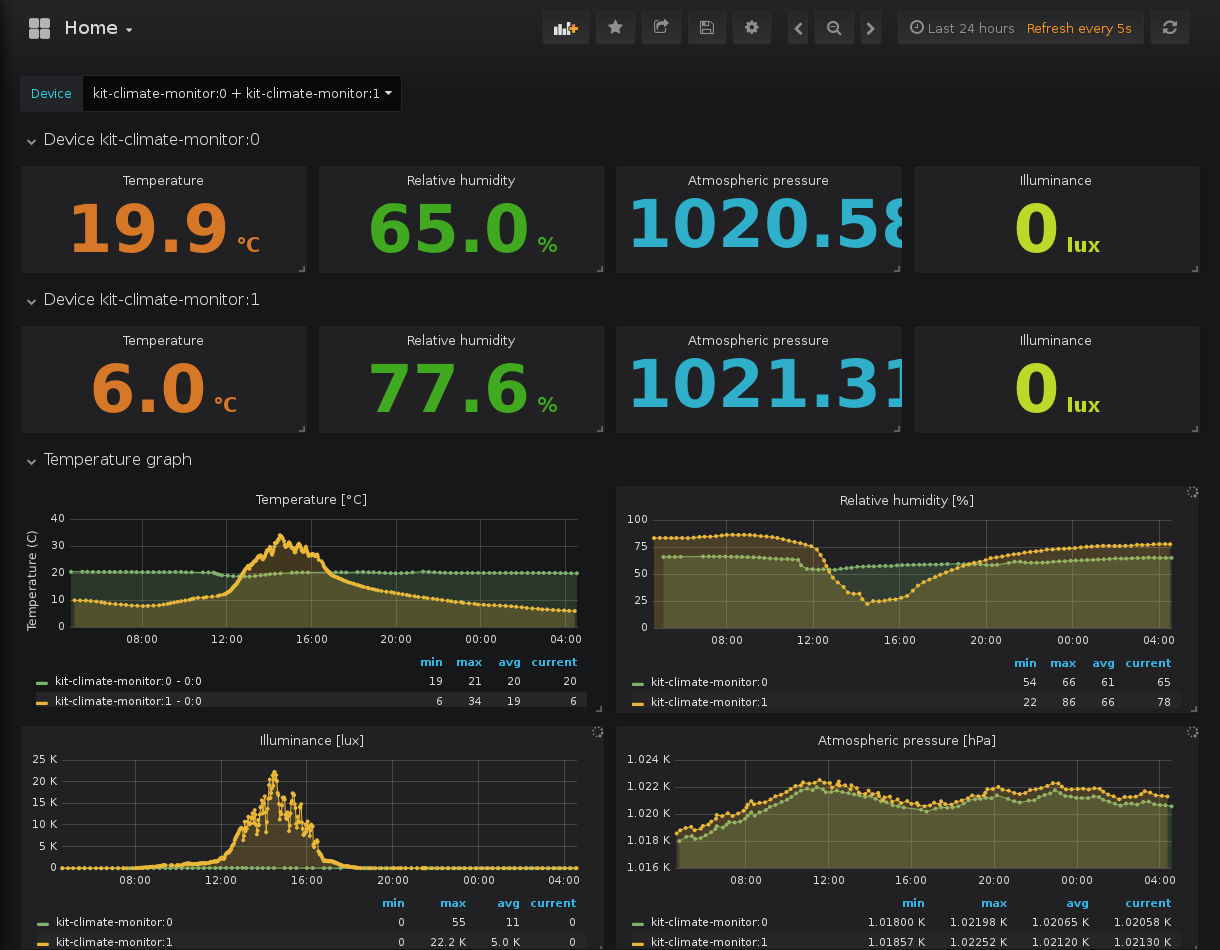 Home
Last 24 hours Refresh every 5s
Device kit-climate-monitor:0 + kit-climate-monitor:1
Device kit-climate-monitor:0
Temperature Relative humidity Atmospheric pressure Illuminance
19.9 °C 65.0 % 1020.58 0 lux
Device kit-climate-monitor:1
Temperature Relative humidity Atmospheric pressure Illuminance
6.0 °C 77.6 % 1021.31 0 lux
Temperature graph
Temperature [°C]
Temperature (C)
40
30
20
10
0
08:00 12:00 16:00 20:00 00:00 04:00
min max avg current
kit-climate-monitor:0 - 0:0 19 21 20 20
kit-climate-monitor:1 - 0:0 6 34 19 6
Relative humidity [%]
100
75
50
25
0
08:00 12:00 16:00 20:00 00:00 04:00
min max avg current
kit-climate-monitor:0 54 66 61 65
kit-climate-monitor:1 22 86 66 78
Illuminance [lux]
25 K
20 K
15 K
10 K
5 K
0
08:00 12:00 16:00 20:00 00:00 04:00
min max avg current
kit-climate-monitor:0 0 55 11 0
kit-climate-monitor:1 0 22.2 K 5.0 K 0
Atmospheric pressure [hPa]
1.024 K
1.022 K
1.020 K
1.018 K
1.016 K
08:00 12:00 16:00 20:00 00:00 04:00
min max avg current
kit-climate-monitor:0 1.01800 K 1.02198 K 1.02065 K 1.02058 K
kit-climate-monitor:1 1.01857 K 1.02252 K 1.02120 K 1.02130 K